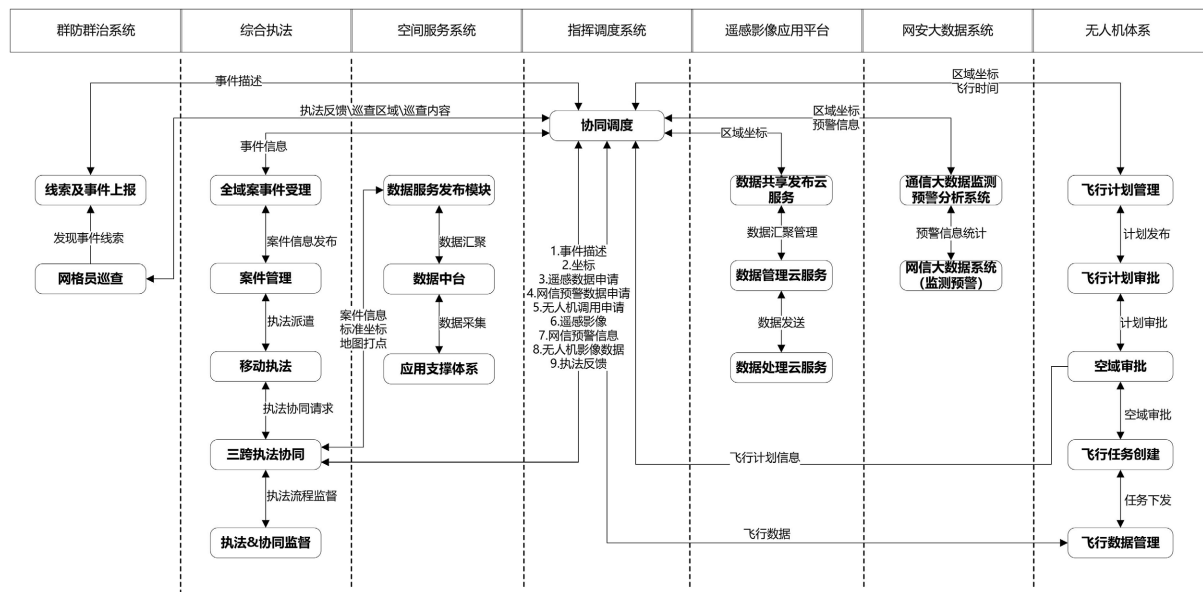 群防群治系统
综合执法
空间服务系统
指挥调度系统
遥感影像应用平台
网安大数据系统
无人机体系
事件描述
区域坐标
飞行时间
执法反馈\巡查区域\巡查内容
协同调度
区域坐标
预警信息
区域坐标
事件信息
线索及事件上报
全域案事件受理
数据服务发布模块
数据共享发布云
服务
通信大数据监测
预警分析系统
飞行计划管理
发现事件线索
案件信息发布
数据汇聚
数据汇聚管理
预警信息统计
计划发布
网格员巡查
案件管理
数据中台
数据管理云服务
网信大数据系统
（监测预警）
飞行计划审批
1.事件描述
2.坐标
3.遥感数据申请
4.网信预警数据申请
5.无人机调用申请
6.遥感影像
7.网信预警信息
8.无人机影像数据
9.执法反馈
执法派遣
案件信息
标准坐标
地图打点
数据采集
数据发送
计划审批
移动执法
应用支撑体系
数据处理云服务
空域审批
执法协同请求
空域审批
三跨执法协同
飞行计划信息
飞行任务创建
执法流程监督
任务下发
执法&协同监督
飞行数据
飞行数据管理